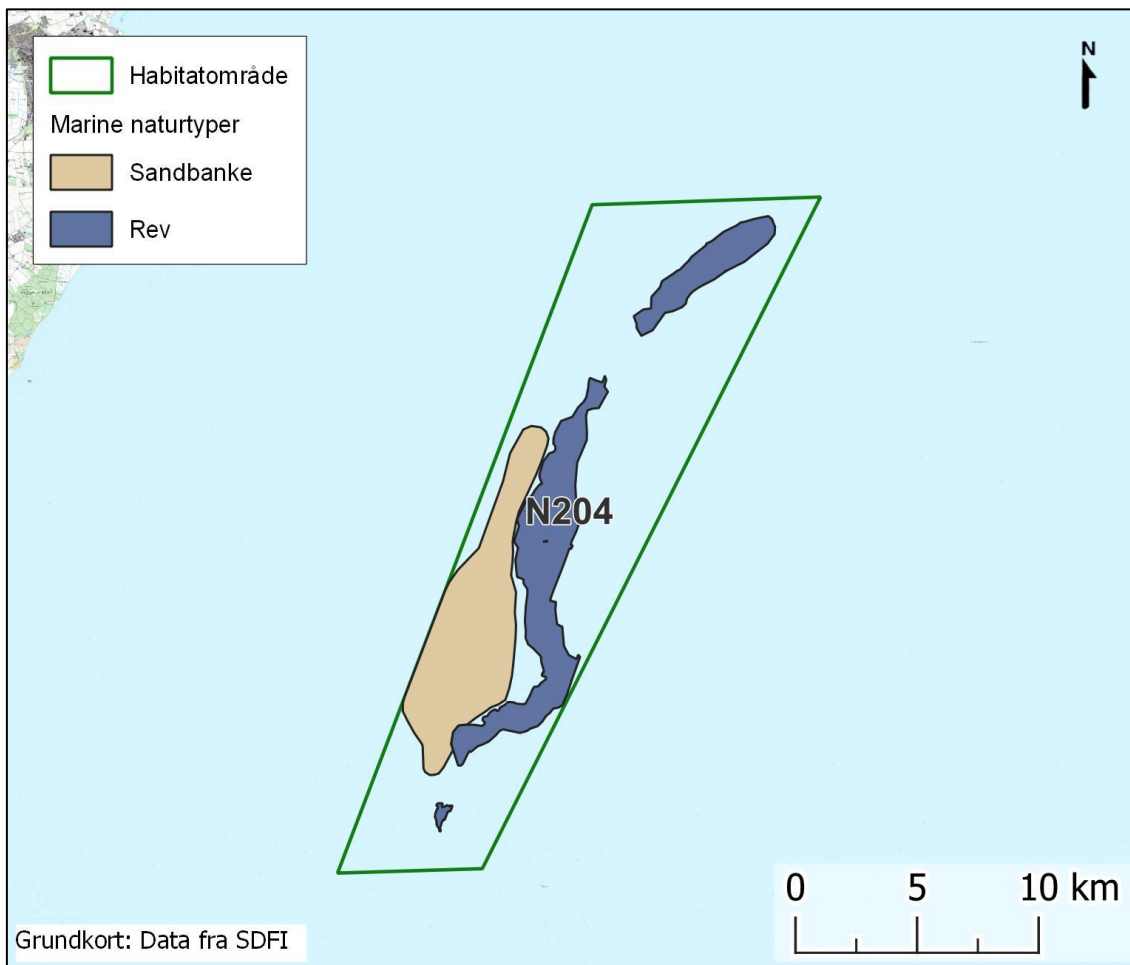 Habitatområde
Marine naturtyper
Sandbanke
Rev
N
N204
0 5 10 km
Grundkort: Data fra SDFI